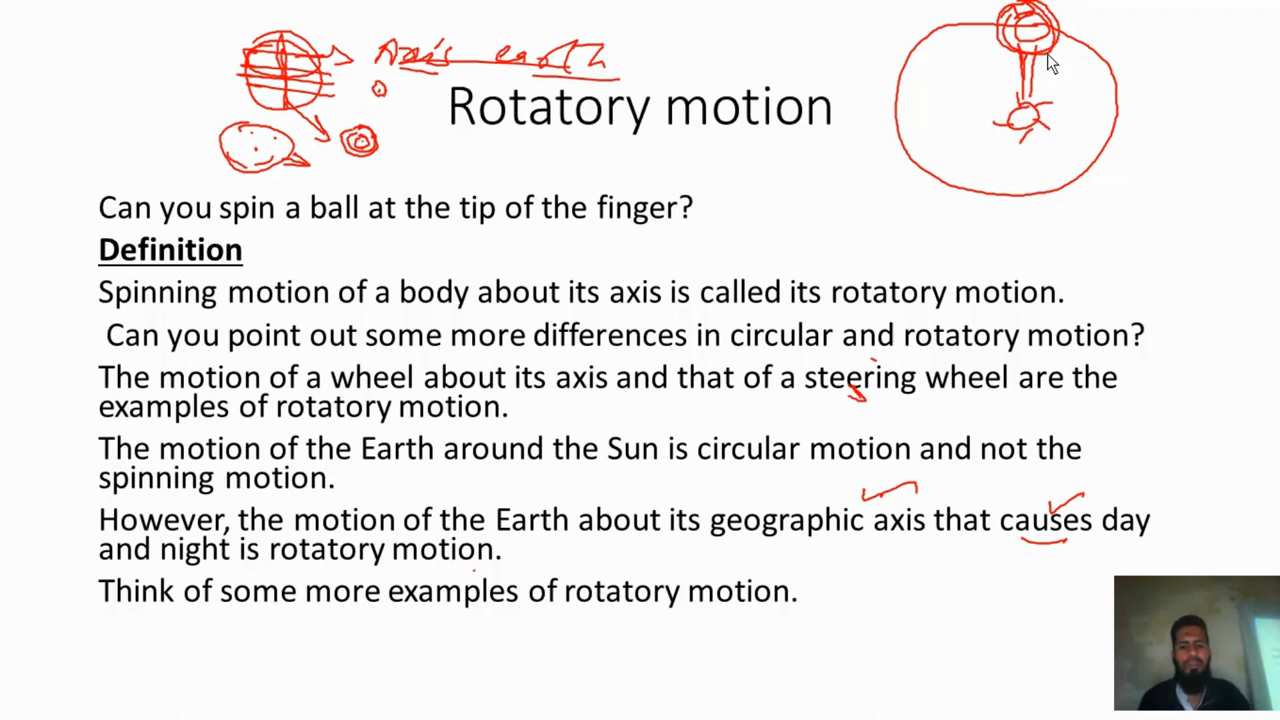 Axis earth
Rotatory motion
Can you spin a ball at the tip of the finger?
Definition
Spinning motion of a body about its axis is called its rotatory motion.
Can you point out some more differences in circular and rotatory motion?
The motion of a wheel about its axis and that of a steering wheel are the
examples of rotatory motion.
The motion of the Earth around the Sun is circular motion and not the
spinning motion.
However, the motion of the Earth about its geographic axis that causes day
and night is rotatory motion.
Think of some more examples of rotatory motion.